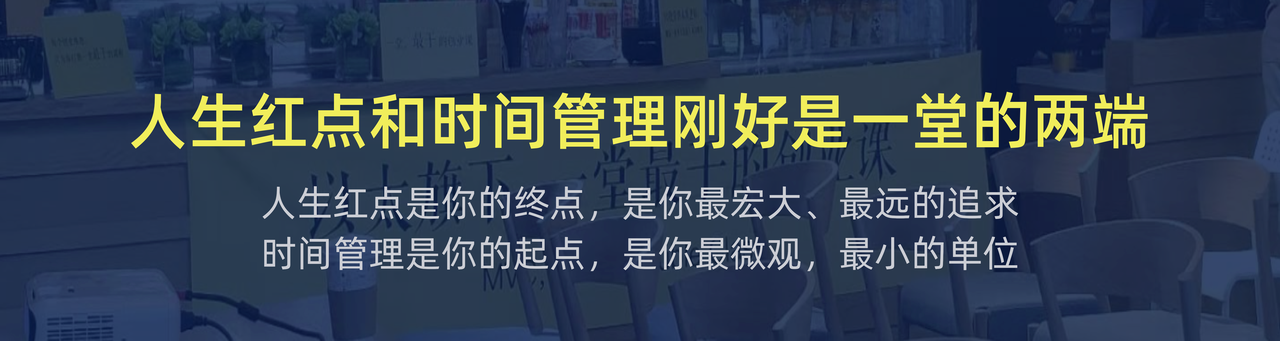 人生红点和时间管理刚好是一堂的两端
人生红点是你的终点，是你最宏大、最远的追求
时间管理是你的起点，是你最微观，最小的单位